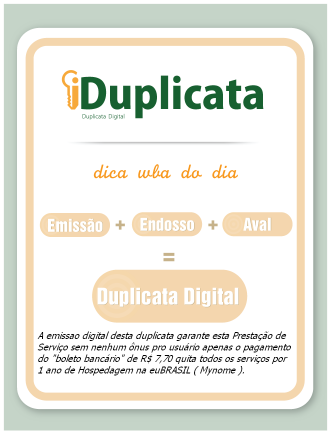 iDuplicata
Duplicata Digital
dica wba do dia
Emissão + Endosso + Aval
=
Duplicata Digital
A emissao digital desta duplicata garante esta Prestação de
Serviço sem nenhum ônus pro usuário apenas o pagamento
do "boleto bancário" de R$ 7,70 quita todos os serviços por
1 ano de Hospedagem na euBRASIL ( Mynome ).